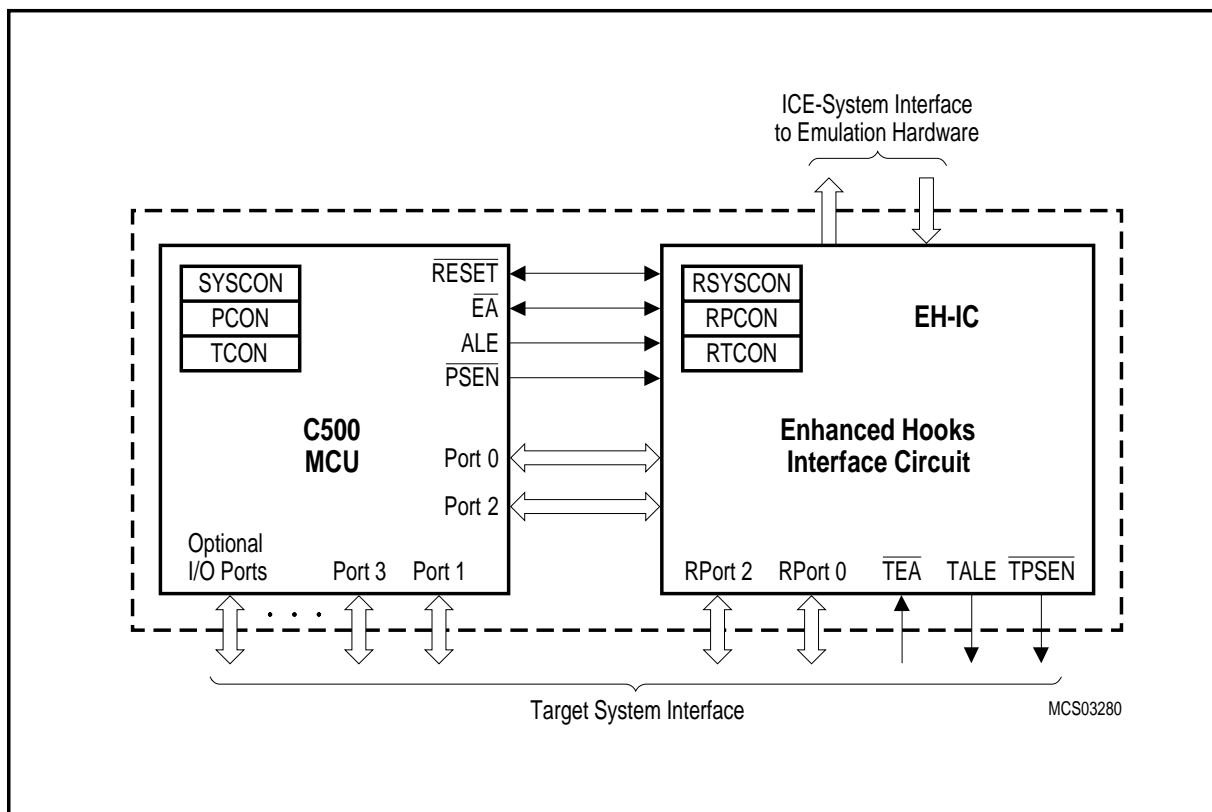 ICE-System Interface
to Emulation Hardware
SYSCON
PCON
TCON
RESET
EA
ALE
PSEN
C500
MCU
Port 0
Port 2
Optional
I/O Ports
. . .
Port 3
Port 1
RSYSCON
RPCON
RTCON
EH-IC
Enhanced Hooks
Interface Circuit
RPort 2
RPort 0
TEA
TALE
TPSEN
Target System Interface
MCS03280